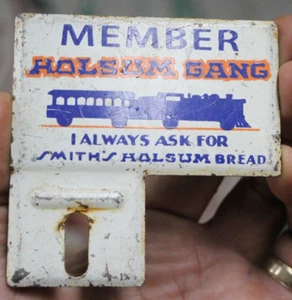 MEMBER
HOLSUM GANG
I ALWAYS ASK FOR
SMITH'S HOLSUM BREAD